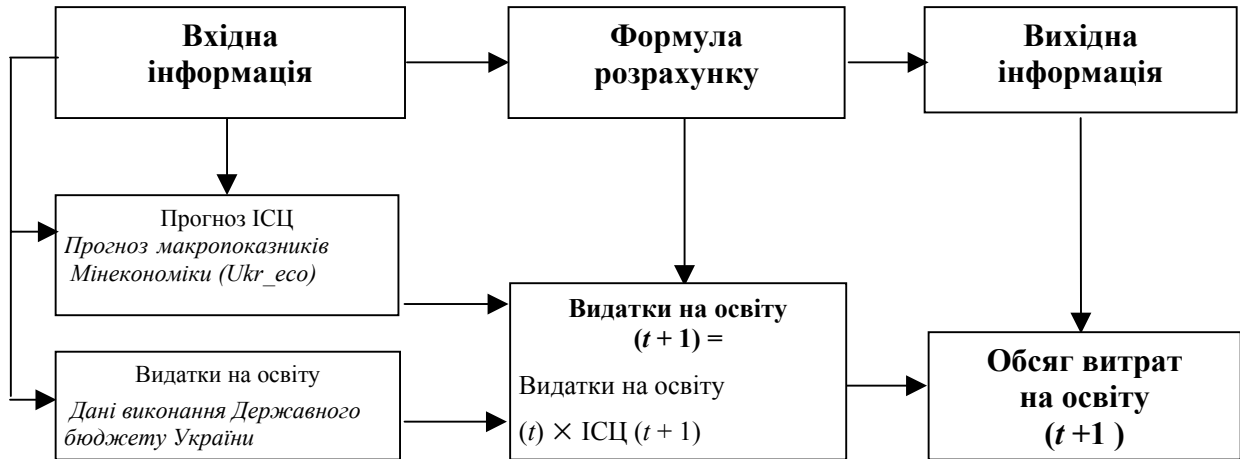 Вхідна
інформація
Формула
розрахунку
Вихідна
інформація
Прогноз ІСЦ
Прогноз макропоказників
Мінекономіки (Ukr_eco)
Видатки на освіту
Дані виконання Державного
бюджету України
Видатки на освіту
(t + 1) =
Видатки на освіту
(t) × ІСЦ (t + 1)
Обсяг витрат
на освіту
(t +1 )